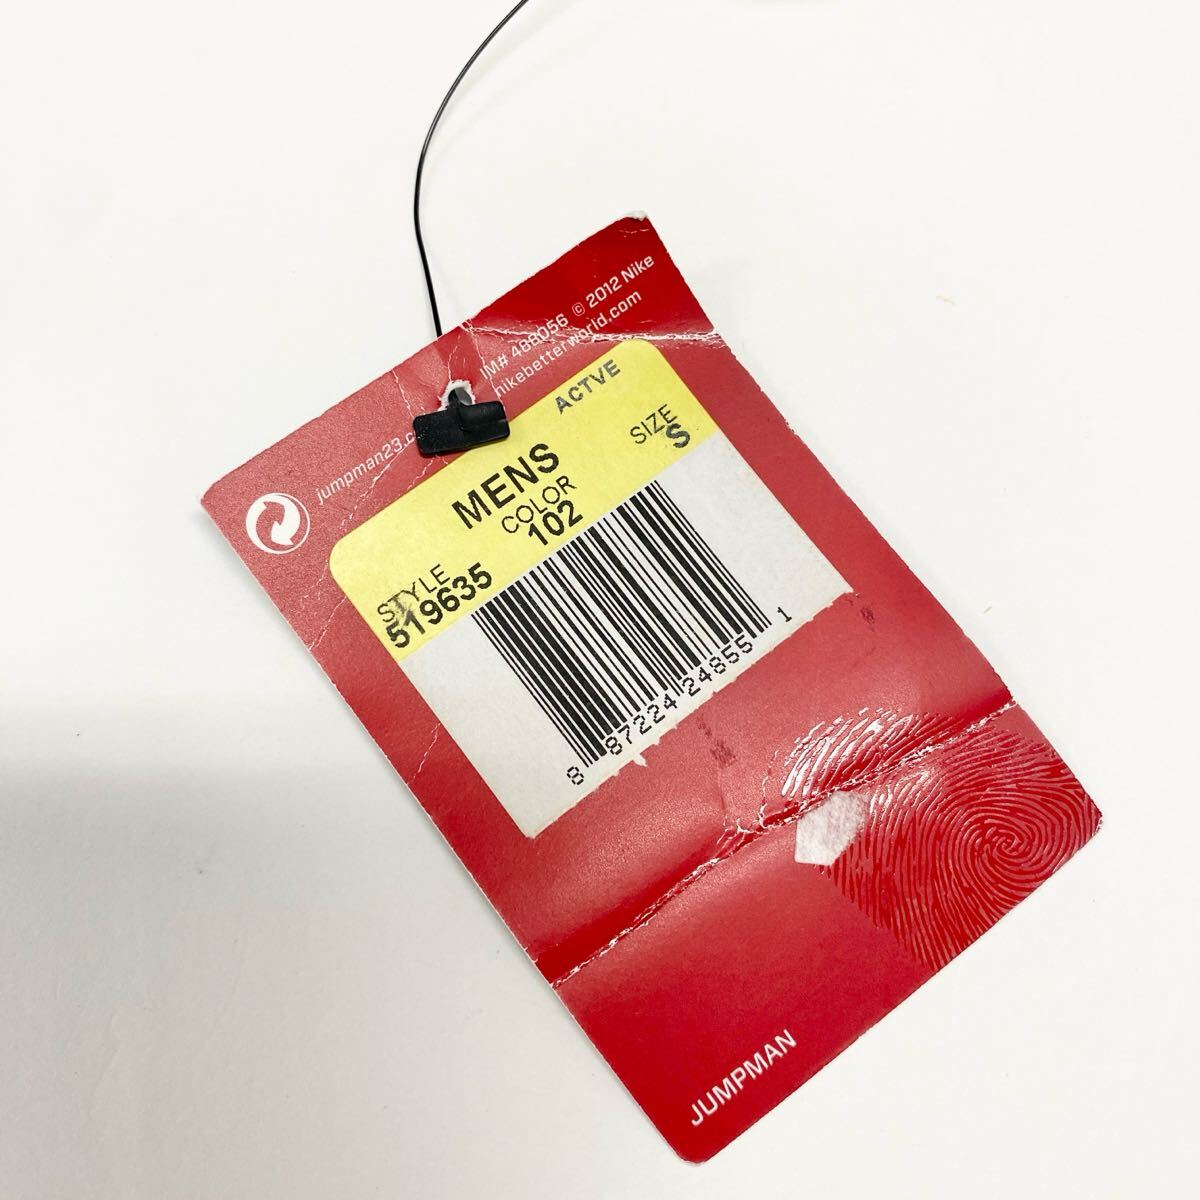 IM# 488056 © 2012 Nike
nikebetterworld.com
jumpman23.c
ACTVE
MENS
SIZE
S
COLOR
102
STYLE
519635
8 87224 24855 1
JUMPMAN